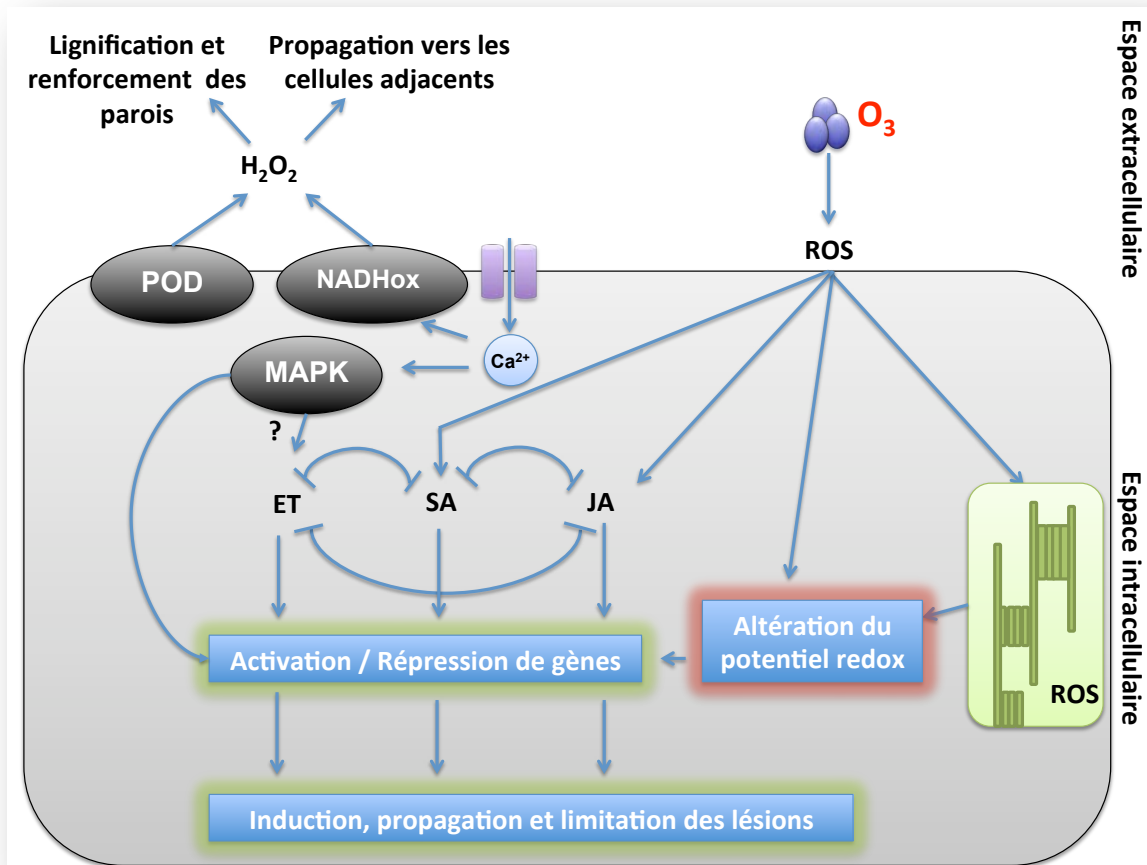 Lignification et
renforcement des
parois
Propagation vers les
cellules adjacents
H₂O₂
O₃
ROS
Espace extracellulaire
POD
NADHox
Ca²⁺
MAPK
?
ET
SA
JA
Activation / Répression de gènes
Altération du
potentiel redox
ROS
Espace intracellulaire
Induction, propagation et limitation des lésions